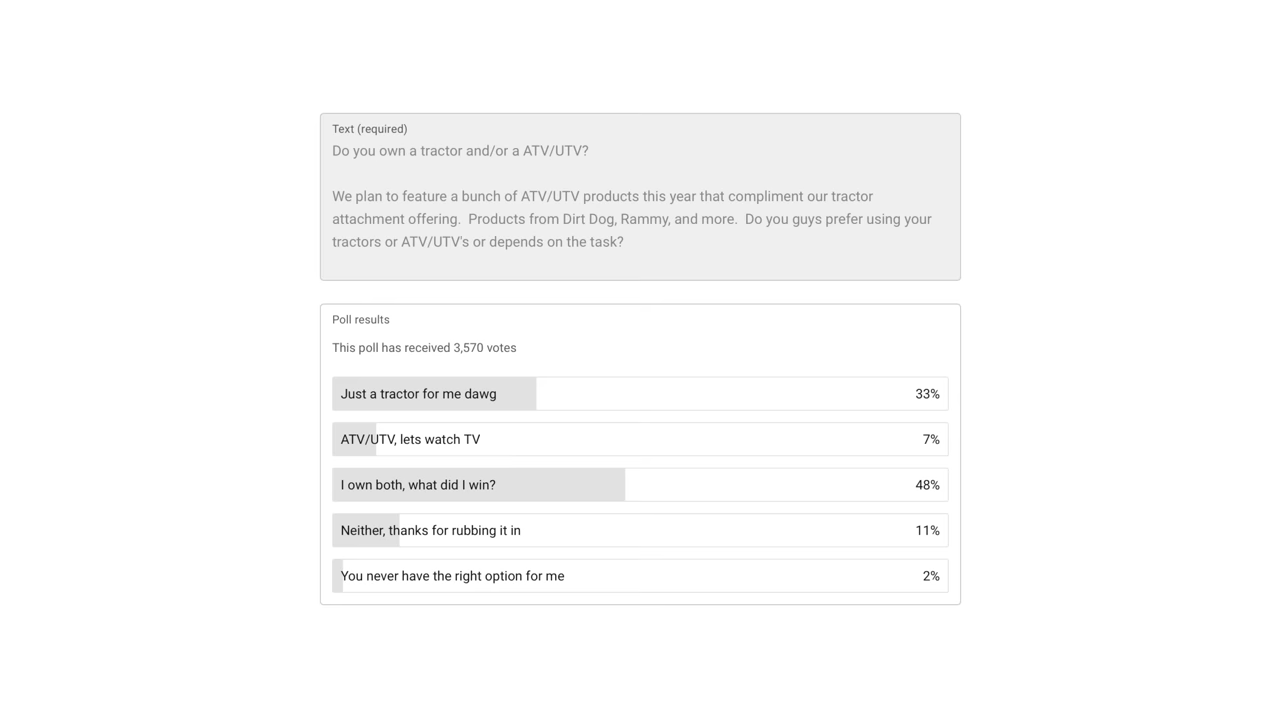 Text (required)
Do you own a tractor and/or a ATV/UTV?
We plan to feature a bunch of ATV/UTV products this year that compliment our tractor
attachment offering.  Products from Dirt Dog, Rammy, and more.  Do you guys prefer using your
tractors or ATV/UTV's or depends on the task?
Poll results
This poll has received 3,570 votes
Just a tractor for me dawg 33%
ATV/UTV, lets watch TV 7%
I own both, what did I win? 48%
Neither, thanks for rubbing it in 11%
You never have the right option for me 2%